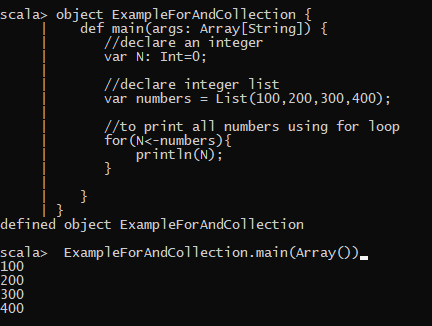 scala> object ExampleForAndCollection {
     |    def main(args: Array[String]) {
     |       //declare an integer
     |       var N: Int=0;
     |
     |       //declare integer list
     |       var numbers = List(100,200,300,400);
     |
     |       //to print all numbers using for loop
     |       for(N<-numbers){
     |           println(N);
     |       }
     |
     |    }
     | }
defined object ExampleForAndCollection

scala>  ExampleForAndCollection.main(Array())
100
200
300
400